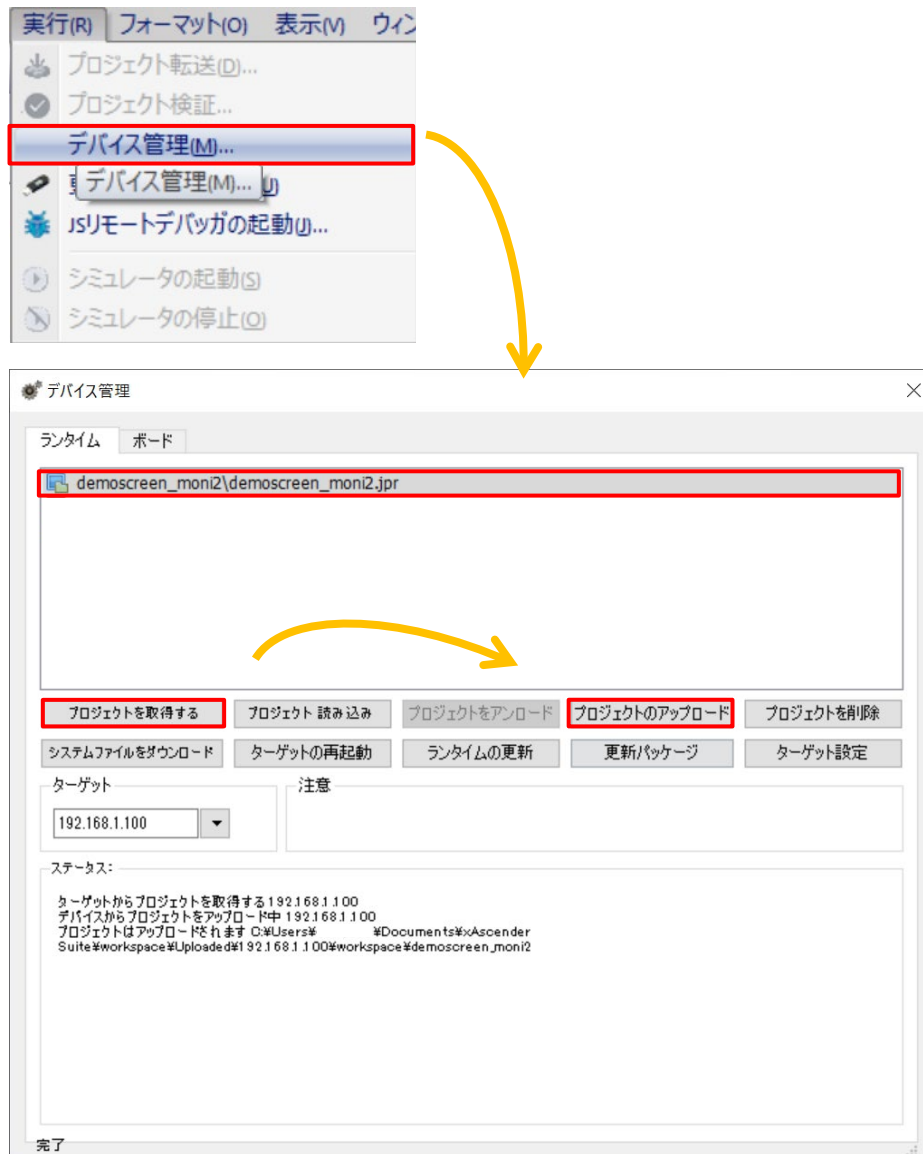 実行(R) フォーマット(O) 表示(V) ウィン
プロジェクト転送(D)...
プロジェクト検証...
デバイス管理(M)...
デバイス管理(M)... U)
JSリモートデバッガの起動(J)...
シミュレータの起動(S)
シミュレータの停止(O)
デバイス管理
ランタイム ボード
demoscreen_moni2\demoscreen_moni2.jpr
プロジェクトを取得する プロジェクト 読み込み プロジェクトをアンロード プロジェクトのアップロード プロジェクトを削除
システムファイルをダウンロード ターゲットの再起動 ランタイムの更新 更新パッケージ ターゲット設定
ターゲット 注意
192.168.1.100
ステータス:
ターゲットからプロジェクトを取得する 192.168.1.100
デバイスからプロジェクトをアップロード中 192.168.1.100
プロジェクトはアップロードされます C:¥Users¥ ¥Documents¥xAscender
Suite¥workspace¥Uploaded¥192.168.1.100¥workspace¥demoscreen_moni2
完了